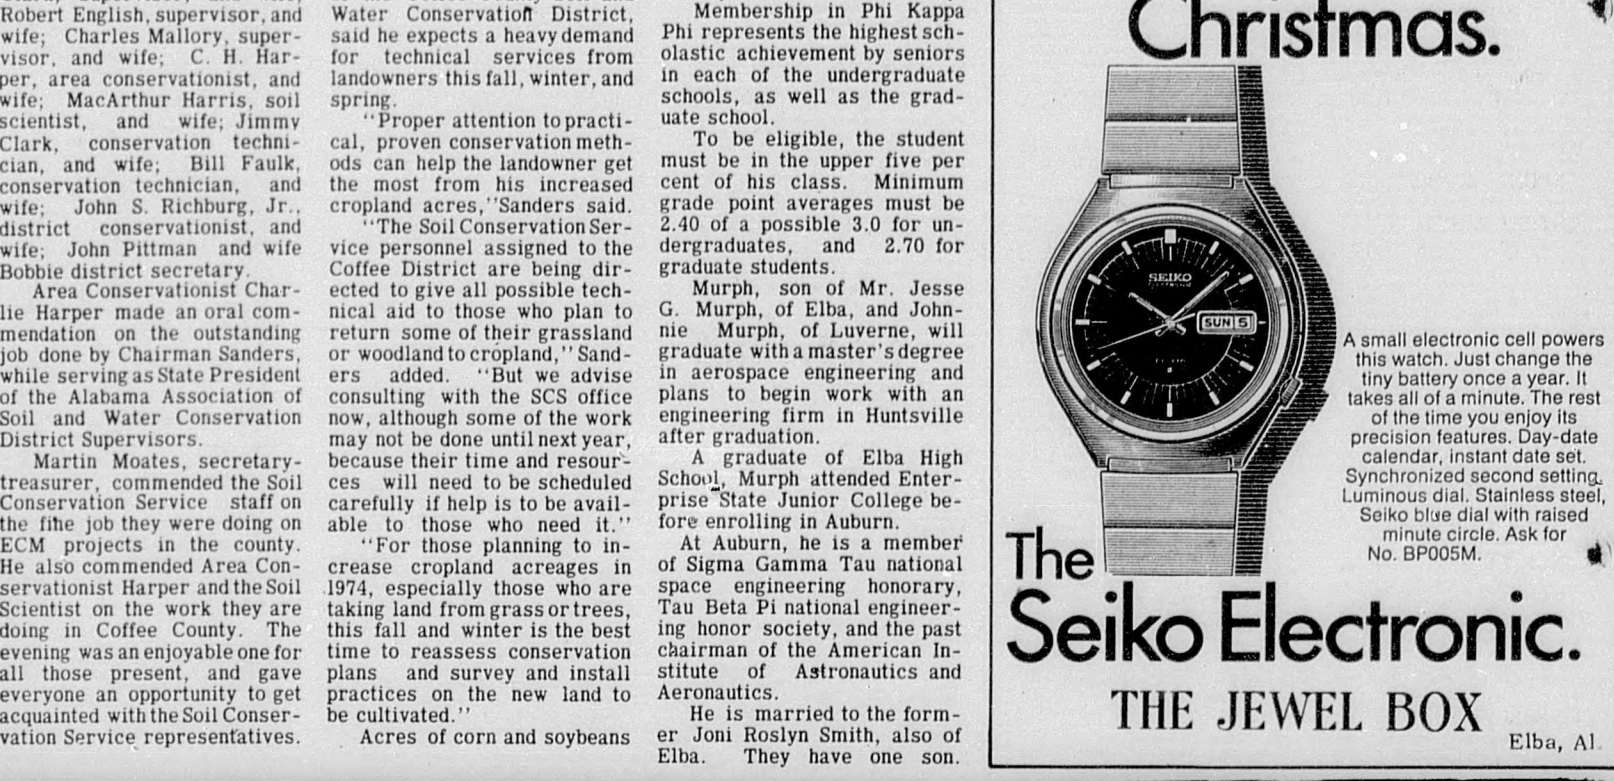 Robert English, supervisor, and
wife; Charles Mallory, super-
visor, and wife; C. H. Har-
per, area conservationist, and
wife; MacArthur Harris, soil
scientist, and wife; Jimmy
Clark, conservation techni-
cian, and wife; Bill Faulk,
conservation technician, and
wife; John S. Richburg, Jr.,
district conservationist, and
wife; John Pittman and wife
Bobbie district secretary.
Area Conservationist Char-
lie Harper made an oral com-
mendation on the outstanding
job done by Chairman Sanders,
while serving as State President
of the Alabama Association of
Soil and Water Conservation
District Supervisors.
Martin Moates, secretary-
treasurer, commended the Soil
Conservation Service staff on
the fine job they were doing on
ECM projects in the county.
He also commended Area Con-
servationist Harper and the Soil
Scientist on the work they are
doing in Coffee County. The
evening was an enjoyable one for
all those present, and gave
everyone an opportunity to get
acquainted with the Soil Conser-
vation Service representatives.
Water Conservation District,
said he expects a heavy demand
for technical services from
landowners this fall, winter, and
spring.
"Proper attention to practi-
cal, proven conservation meth-
ods can help the landowner get
the most from his increased
cropland acres," Sanders said.
"The Soil Conservation Ser-
vice personnel assigned to the
Coffee District are being dir-
ected to give all possible tech-
nical aid to those who plan to
return some of their grassland
or woodland to cropland," Sand-
ers added. "But we advise
consulting with the SCS office
now, although some of the work
may not be done until next year,
because their time and resour-
ces will need to be scheduled
carefully if help is to be avail-
able to those who need it."
"For those planning to in-
crease cropland acreages in
1974, especially those who are
taking land from grass or trees,
this fall and winter is the best
time to reassess conservation
plans and survey and install
practices on the new land to
be cultivated."
Acres of corn and soybeans
Membership in Phi Kappa
Phi represents the highest sch-
olastic achievement by seniors
in each of the undergraduate
schools, as well as the grad-
uate school.
To be eligible, the student
must be in the upper five per
cent of his class. Minimum
grade point averages must be
2.40 of a possible 3.0 for un-
dergraduates, and 2.70 for
graduate students.
Murph, son of Mr. Jesse
G. Murph, of Elba, and John-
nie Murph, of Luverne, will
graduate with a master's degree
in aerospace engineering and
plans to begin work with an
engineering firm in Huntsville
after graduation.
A graduate of Elba High
School, Murph attended Enter-
prise State Junior College be-
fore enrolling in Auburn.
At Auburn, he is a member
of Sigma Gamma Tau national
space engineering honorary,
Tau Beta Pi national engineer-
ing honor society, and the past
chairman of the American In-
stitute of Astronautics and
Aeronautics.
He is married to the form-
er Joni Roslyn Smith, also of
Elba. They have one son.
Christmas.
SEIKO
ELECTRONIC
SUN 5
A small electronic cell powers
this watch. Just change the
tiny battery once a year. It
takes all of a minute. The rest
of the time you enjoy its
precision features. Day-date
calendar, instant date set.
Synchronized second setting.
Luminous dial. Stainless steel,
Seiko blue dial with raised
minute circle. Ask for
No. BP005M.
The
Seiko Electronic.
THE JEWEL BOX
Elba, Al.